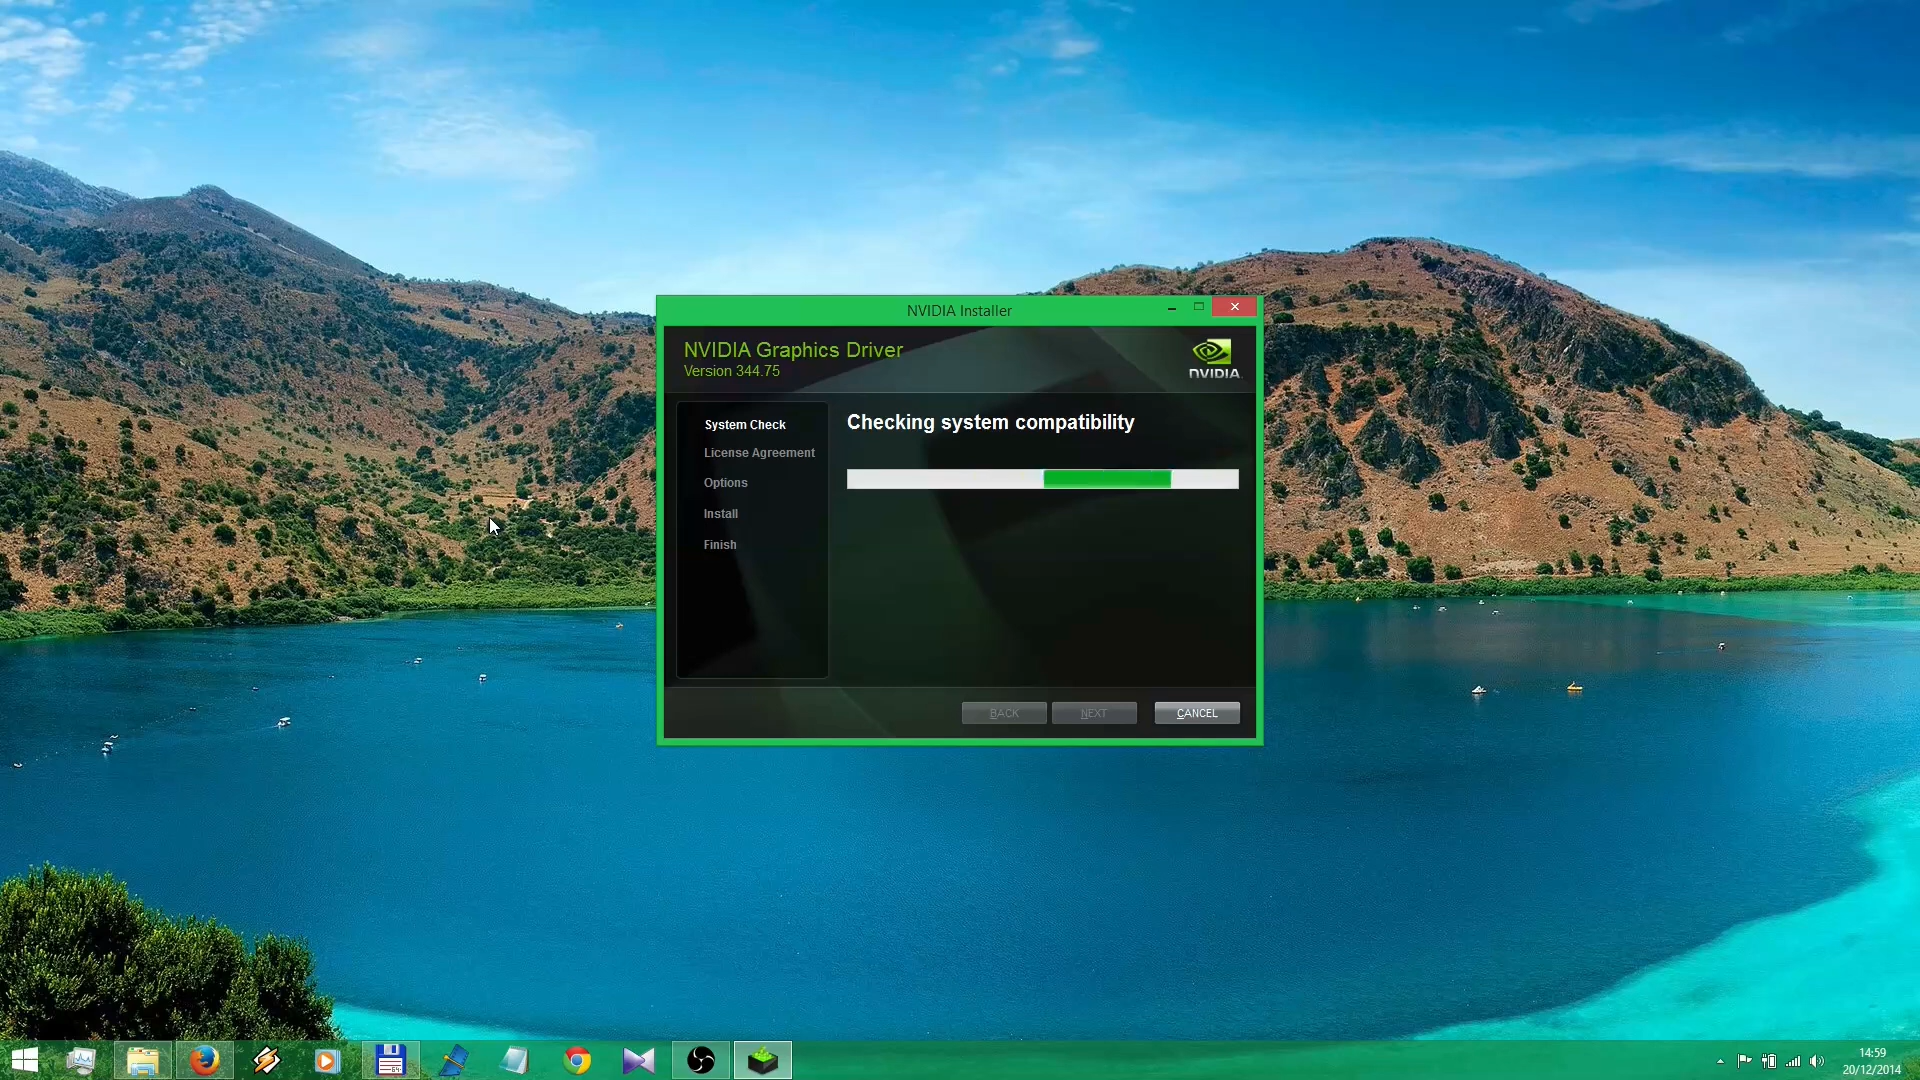 NVIDIA Installer
NVIDIA Graphics Driver
Version 344.75
NVIDIA
System Check
License Agreement
Options
Install
Finish
Checking system compatibility
BACK
NEXT
CANCEL
64
14:59
20/12/2014